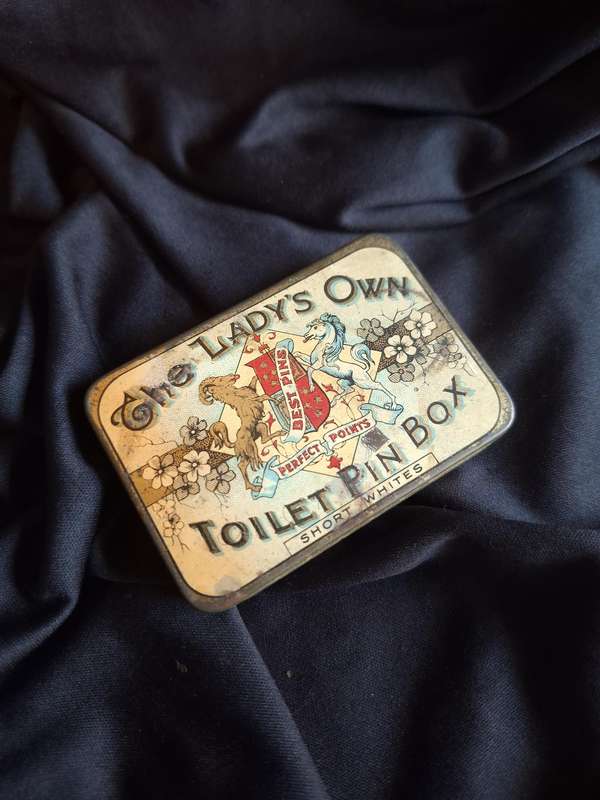 The LADY'S OWN
BEST PINS
PERFECT POINTS
TOILET PIN BOX
SHORT WHITES